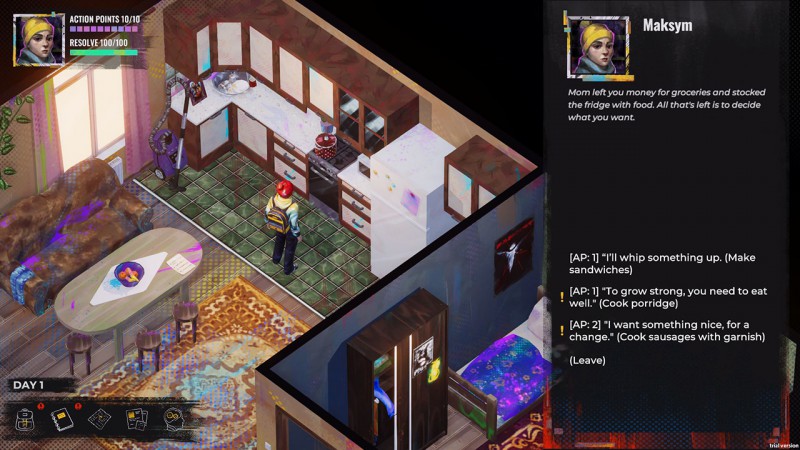 ACTION POINTS 10/10
RESOLVE 100/100
Maksym
Mom left you money for groceries and stocked
the fridge with food. All that's left is to decide
what you want.
[AP: 1] "I'll whip something up. (Make
sandwiches)
! [AP: 1] "To grow strong, you need to eat
well." (Cook porridge)
! [AP: 2] "I want something nice, for a
change." (Cook sausages with garnish)
(Leave)
DAY 1
trial version